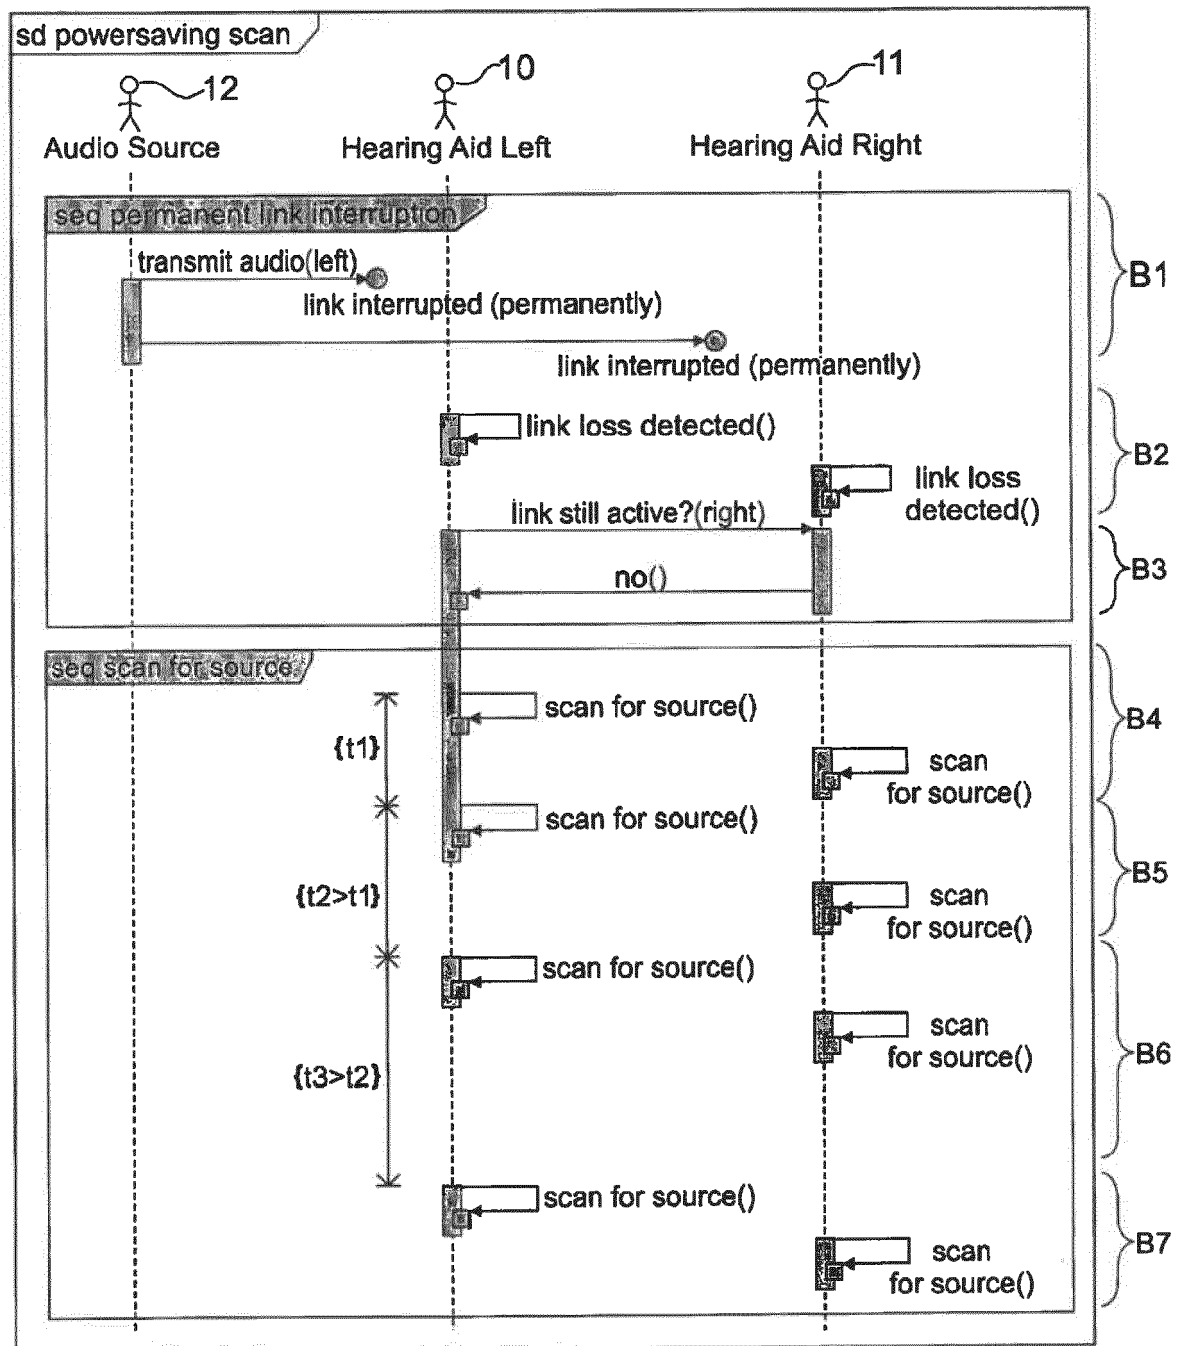 sd powersaving scan
12
10
11
Audio Source
Hearing Aid Left
Hearing Aid Right
seq permanent link interruption
transmit audio(left)
link interrupted (permanently)
B1
link interrupted (permanently)
link loss detected()
B2
link loss
detected()
link still active?(right)
no()
B3
seq scan for source
scan for source()
B4
{t1}
scan
for source()
scan for source()
B5
{t2>t1}
scan
for source()
scan for source()
scan
for source()
B6
{t3>t2}
scan for source()
B7
scan
for source()